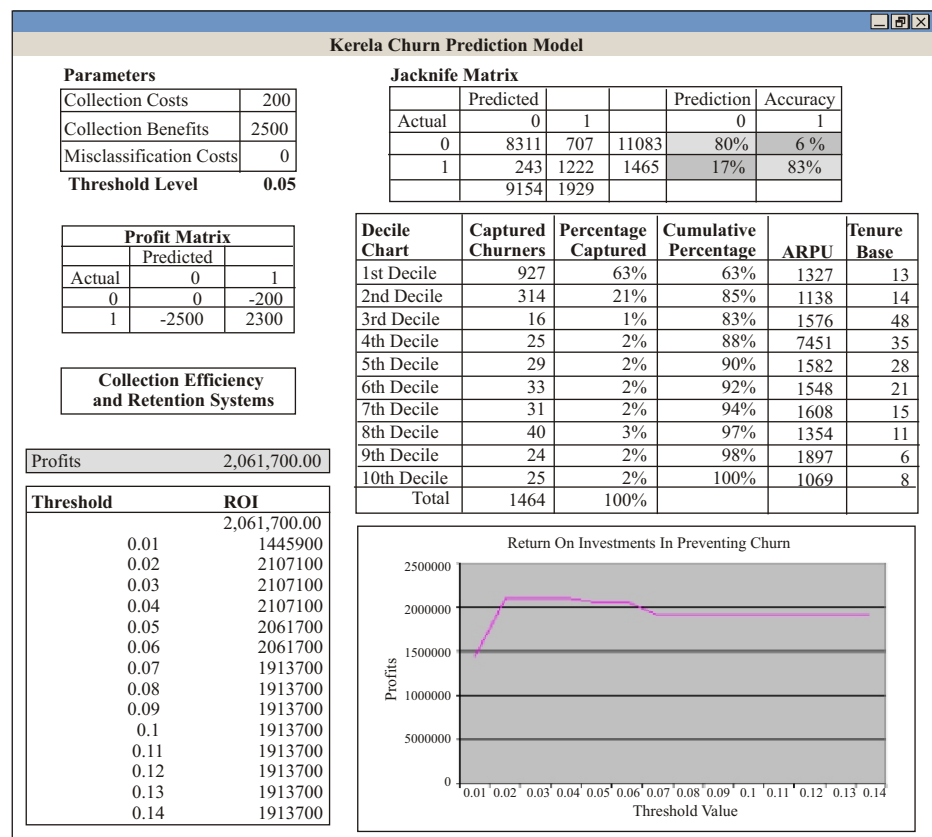 Kerela Churn Prediction Model
Parameters
Collection Costs 200
Collection Benefits 2500
Misclassification Costs 0
Threshold Level 0.05
Profit Matrix
Predicted
Actual 0 1
0 0 -200
1 -2500 2300
Collection Efficiency
and Retention Systems
Profits 2,061,700.00
Threshold ROI
2,061,700.00
0.01 1445900
0.02 2107100
0.03 2107100
0.04 2107100
0.05 2061700
0.06 2061700
0.07 1913700
0.08 1913700
0.09 1913700
0.1 1913700
0.11 1913700
0.12 1913700
0.13 1913700
0.14 1913700
Jacknife Matrix
Predicted Prediction Accuracy
Actual 0 1 0 1
0 8311 707 11083 80% 6 %
1 243 1222 1465 17% 83%
9154 1929
Decile Captured Percentage Cumulative Tenure
Chart Churners Captured Percentage ARPU Base
1st Decile 927 63% 63% 1327 13
2nd Decile 314 21% 85% 1138 14
3rd Decile 16 1% 83% 1576 48
4th Decile 25 2% 88% 7451 35
5th Decile 29 2% 90% 1582 28
6th Decile 33 2% 92% 1548 21
7th Decile 31 2% 94% 1608 15
8th Decile 40 3% 97% 1354 11
9th Decile 24 2% 98% 1897 6
10th Decile 25 2% 100% 1069 8
Total 1464 100%
Return On Investments In Preventing Churn
2500000
2000000
1500000
1000000
5000000
0
Profits
0.01 0.02 0.03 0.04 0.05 0.06 0.07 0.08 0.09 0.1 0.11 0.12 0.13 0.14
Threshold Value